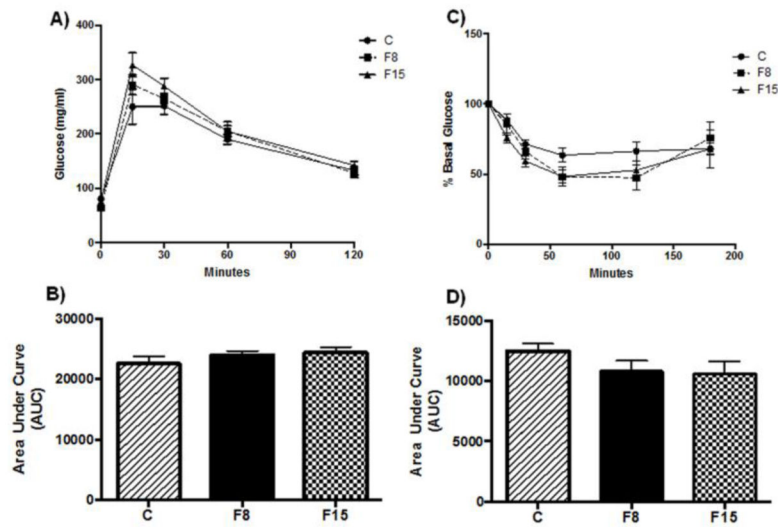 A)
400
300
200
100
0
Glucose (mg/ml)
0 30 60 90 120
Minutes
C
F8
F15
C)
150
100
50
0
% Basal Glucose
0 50 100 150 200
Minutes
C
F8
F15
B)
30000
20000
10000
0
Area Under Curve
(AUC)
C F8 F15
D)
15000
10000
5000
0
Area Under Curve
(AUC)
C F8 F15